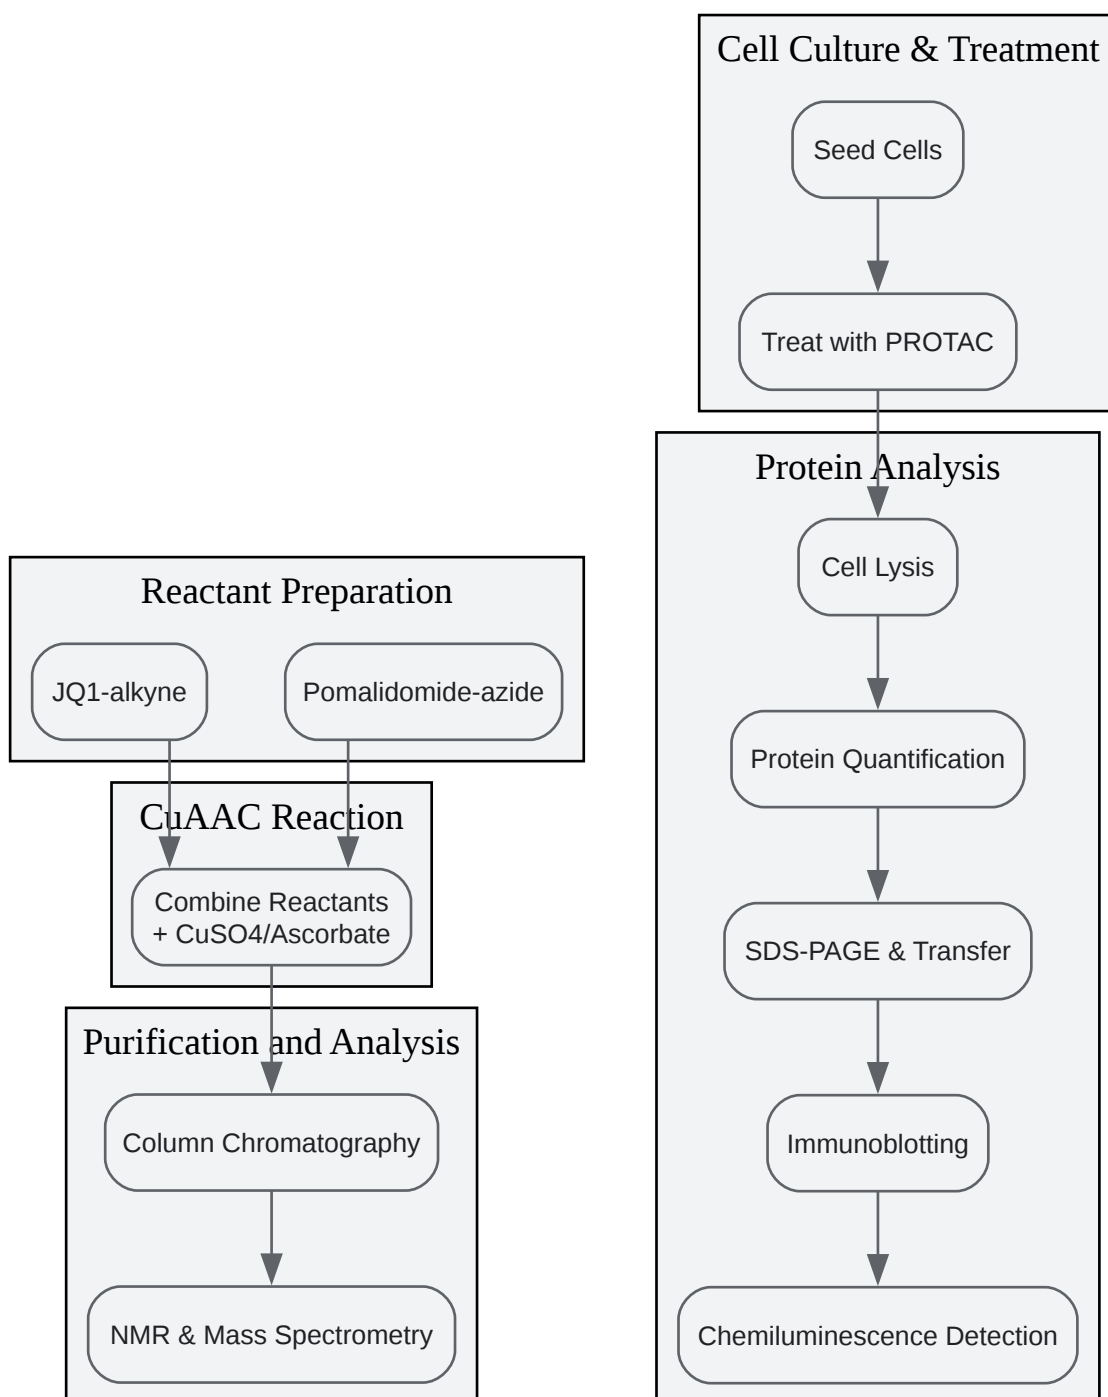 Cell Culture & Treatment
Seed Cells
Treat with PROTAC
Protein Analysis
Cell Lysis
Protein Quantification
SDS-PAGE & Transfer
Immunoblotting
Chemiluminescence Detection
Reactant Preparation
JQ1-alkyne
Pomalidomide-azide
CuAAC Reaction
Combine Reactants
+ CuSO4/Ascorbate
Purification and Analysis
Column Chromatography
NMR & Mass Spectrometry